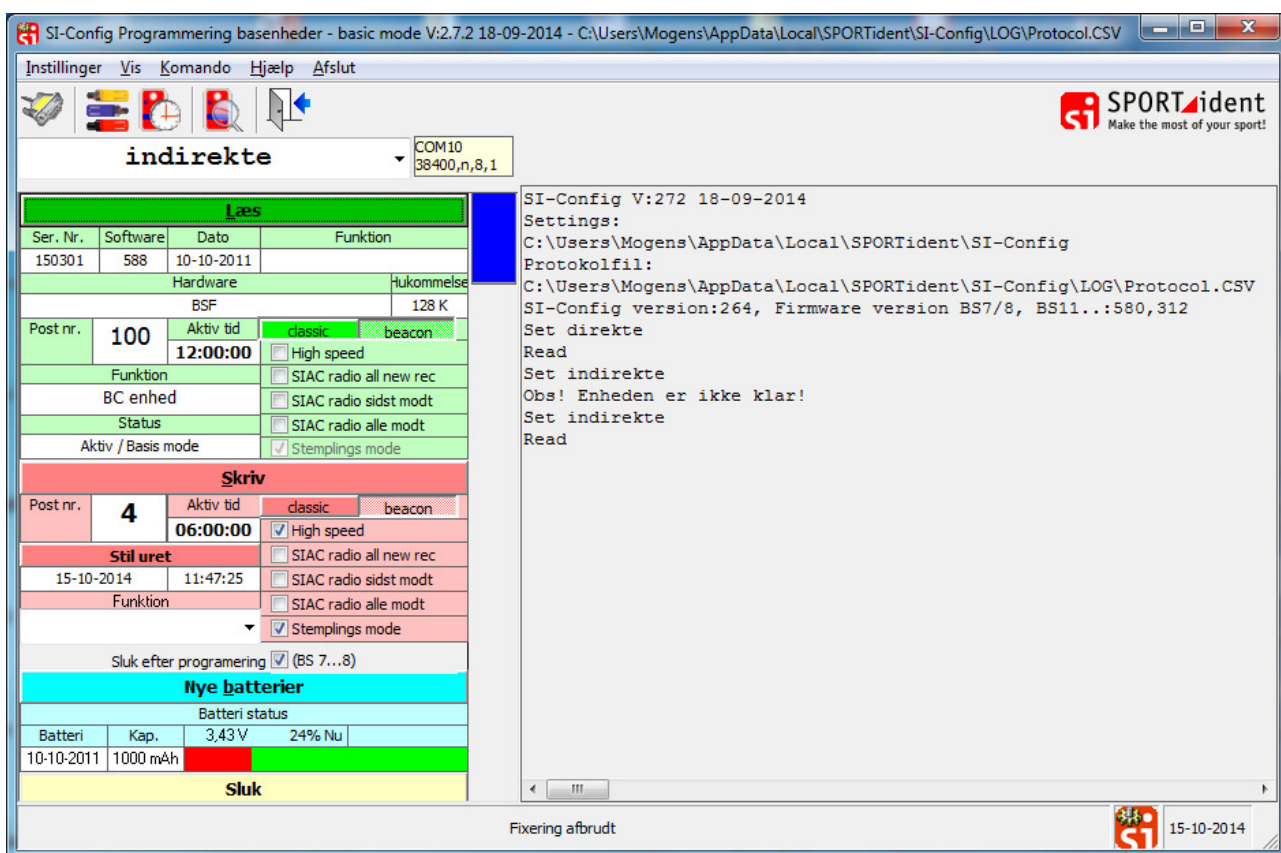 SI-Config Programmering basenheder - basic mode V:2.7.2 18-09-2014 - C:\Users\Mogens\AppData\Local\SPORTident\SI-Config\LOG\Protocol.CSV
Instillinger Vis Komando Hjælp Afslut
SPORTident
Make the most of your sport!
indirekte
COM10
38400,n,8,1
Læs
Ser. Nr. Software Dato Funktion
150301 588 10-10-2011
Hardware Hukommelse
BSF 128 K
Post nr. 100 Aktiv tid classic beacon
12:00:00 High speed
Funktion SIAC radio all new rec
BC enhed SIAC radio sidst modt
Status SIAC radio alle modt
Aktiv / Basis mode Stemplings mode
Skriv
Post nr. 4 Aktiv tid classic beacon
06:00:00 High speed
Stil uret SIAC radio all new rec
15-10-2014 11:47:25 SIAC radio sidst modt
Funktion SIAC radio alle modt
Stemplings mode
Sluk efter programering (BS 7...8)
Nye batterier
Batteri status
Batteri Kap. 3,43 V 24% Nu
10-10-2011 1000 mAh
Sluk
SI-Config V:272 18-09-2014
Settings:
C:\Users\Mogens\AppData\Local\SPORTident\SI-Config
Protokolfil:
C:\Users\Mogens\AppData\Local\SPORTident\SI-Config\LOG\Protocol.CSV
SI-Config version:264, Firmware version BS7/8, BS11..:580,312
Set direkte
Read
Set indirekte
Obs! Enheden er ikke klar!
Set indirekte
Read
Fixering afbrudt
15-10-2014